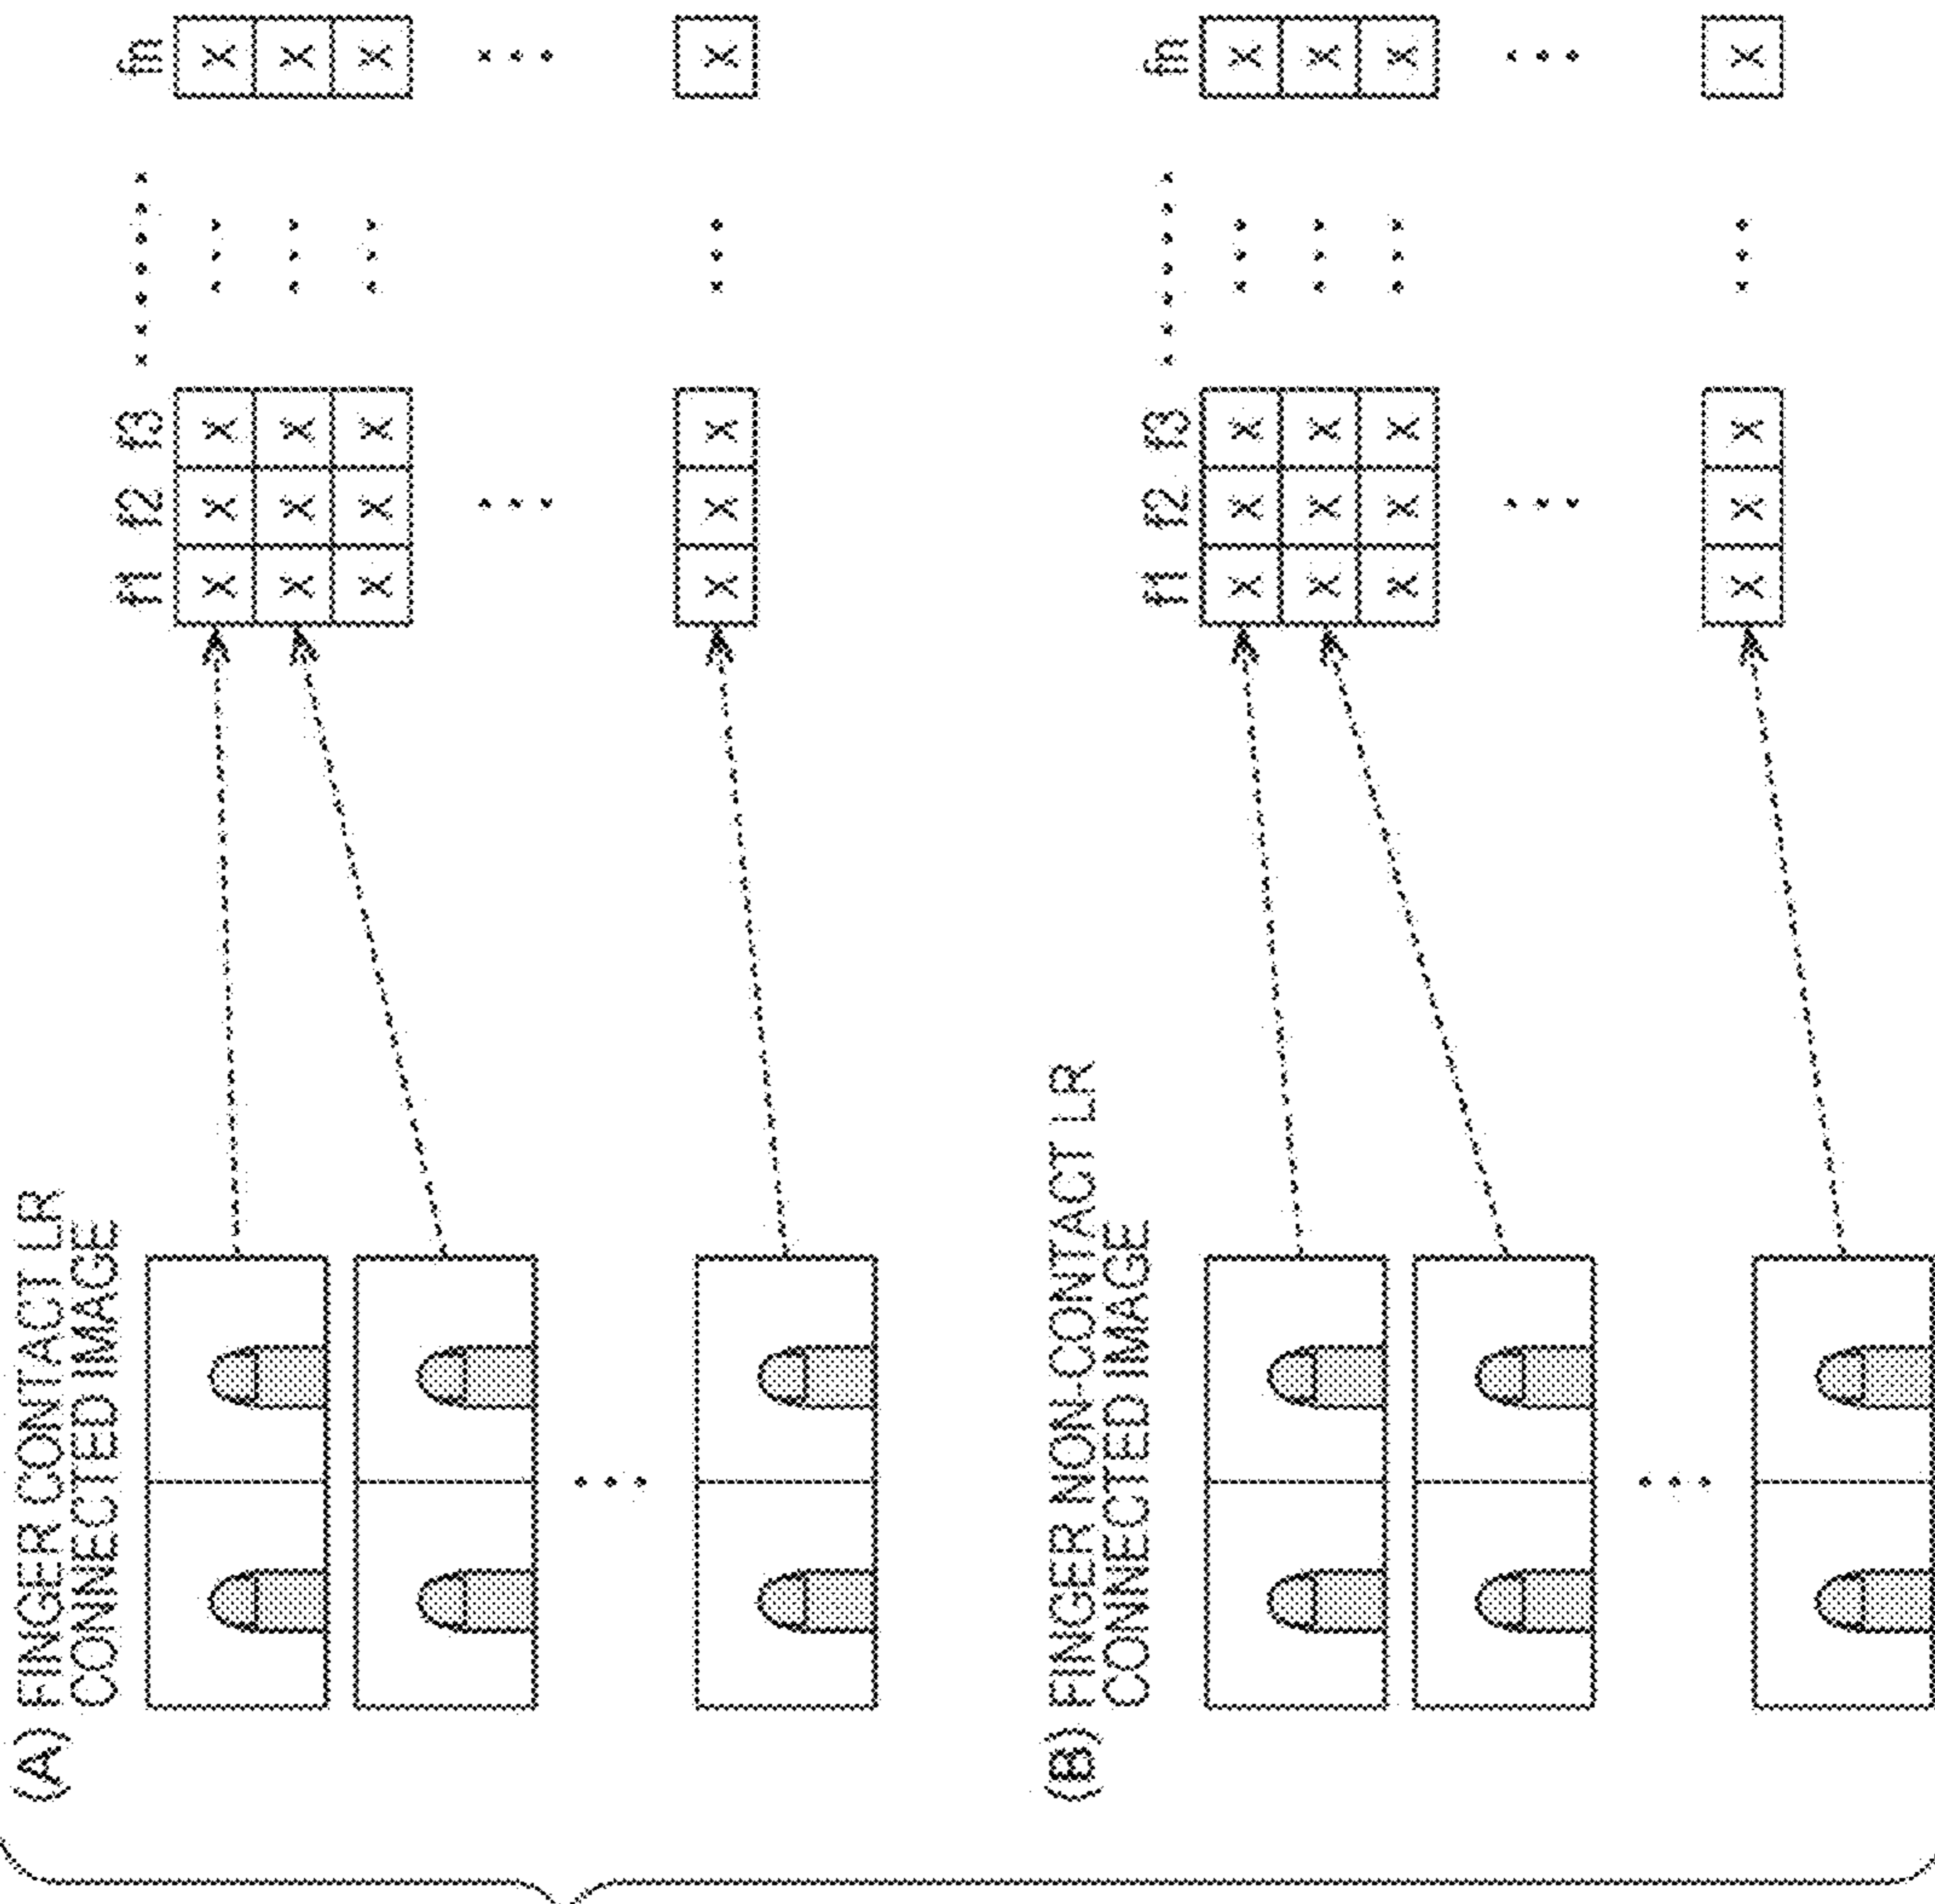 (A) FINGER CONTACT LR
CONNECTED IMAGE
f1 f2 f3 ······· fn
x x x ··· x
x x x ··· x
x x x ··· x
··· ···
x x x ··· x
···
(B) FINGER NON-CONTACT LR
CONNECTED IMAGE
f1 f2 f3 ······· fn
x x x ··· x
x x x ··· x
x x x ··· x
··· ···
x x x ··· x
···